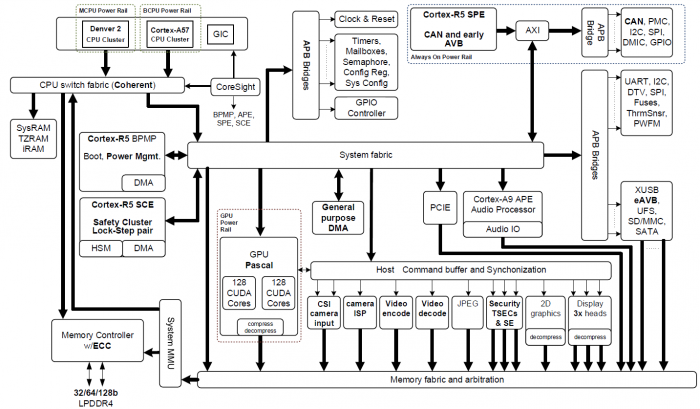 MCPU Power Rail
BCPU Power Rail
Denver 2
CPU Cluster
Cortex-A57
CPU Cluster
GIC
CPU switch fabric (Coherent)
CoreSight
BPMP, APE,
SPE, SCE
SysRAM
TZRAM
iRAM
Cortex-R5 BPMP
Boot, Power Mgmt.
DMA
Cortex-R5 SCE
Safety Cluster
Lock-Step pair
HSM
DMA
APB Bridges
Clock & Reset
Timers,
Mailboxes,
Semaphore,
Config Reg,
Sys Config
GPIO
Controller
Cortex-R5 SPE
CAN and early
AVB
AXI
APB
Bridge
CAN, PMC,
I2C, SPI,
DMIC, GPIO
Always On Power Rail
APB Bridges
UART, I2C,
DTV, SPI,
Fuses,
ThrmSnsr,
PWFM
System fabric
GPU
Power
Rail
GPU
Pascal
128
CUDA
Cores
128
CUDA
Cores
compress
decompress
General
purpose
DMA
PCIE
Cortex-A9 APE
Audio Processor
Audio IO
XUSB
eAVB,
UFS,
SD/MMC,
SATA
Host Command buffer and Synchonization
CSI
camera
input
camera
ISP
Video
encode
Video
decode
JPEG
Security
TSECs
& SE
2D
graphics
decompress
Display
3x heads
decompress
Memory Controller
w/ECC
System MMU
32/64/128b
LPDDR4
Memory fabric and arbitration